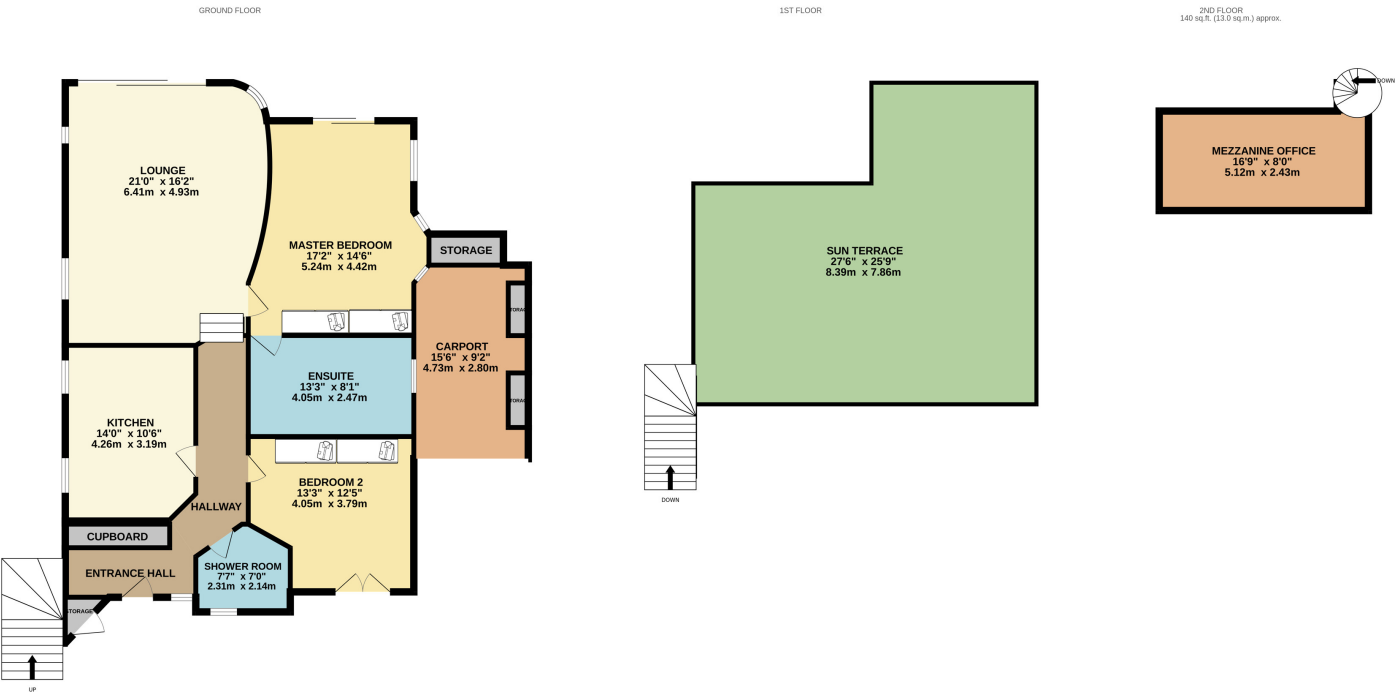 GROUND FLOOR
LOUNGE
21'0" x 16'2"
6.41m x 4.93m
MASTER BEDROOM
17'2" x 14'6"
5.24m x 4.42m
STORAGE
CARPORT
15'6" x 9'2"
4.73m x 2.80m
ENSUITE
13'3" x 8'1"
4.05m x 2.47m
KITCHEN
14'0" x 10'6"
4.26m x 3.19m
BEDROOM 2
13'3" x 12'5"
4.05m x 3.79m
HALLWAY
CUPBOARD
ENTRANCE HALL
SHOWER ROOM
7'7" x 7'0"
2.31m x 2.14m
STORAGE
UP
1ST FLOOR
SUN TERRACE
27'6" x 25'9"
8.39m x 7.86m
DOWN
2ND FLOOR
140 sq.ft. (13.0 sq.m.) approx.
DOWN
MEZZANINE OFFICE
16'9" x 8'0"
5.12m x 2.43m